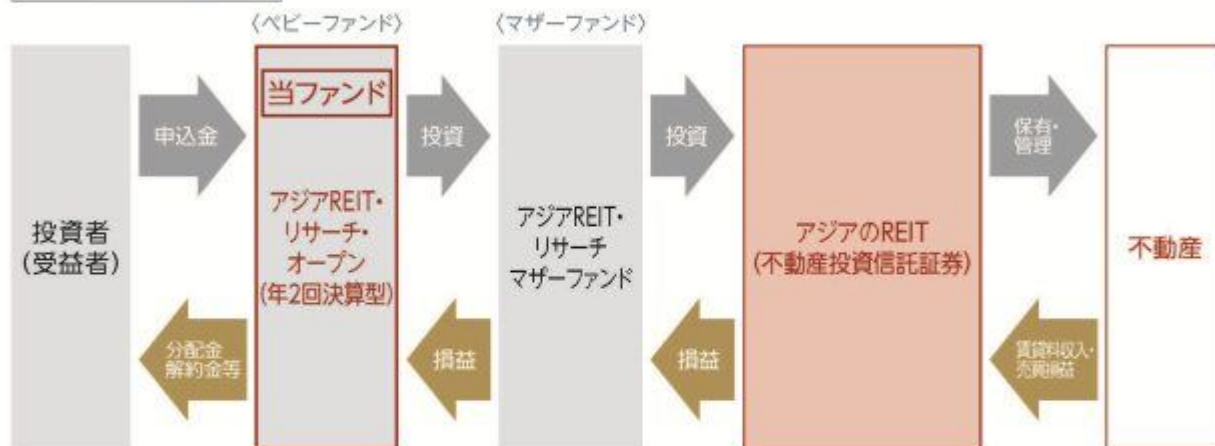 〈ベビーファンド〉
〈マザーファンド〉
投資者
(受益者)
申込金
分配金
解約金等
当ファンド
アジアREIT・
リサーチ・
オープン
(年2回決算型)
投資
損益
アジアREIT・
リサーチ
マザーファンド
投資
損益
アジアのREIT
(不動産投資信託証券)
保有・
管理
賃貸料収入・
売買損益
不動産